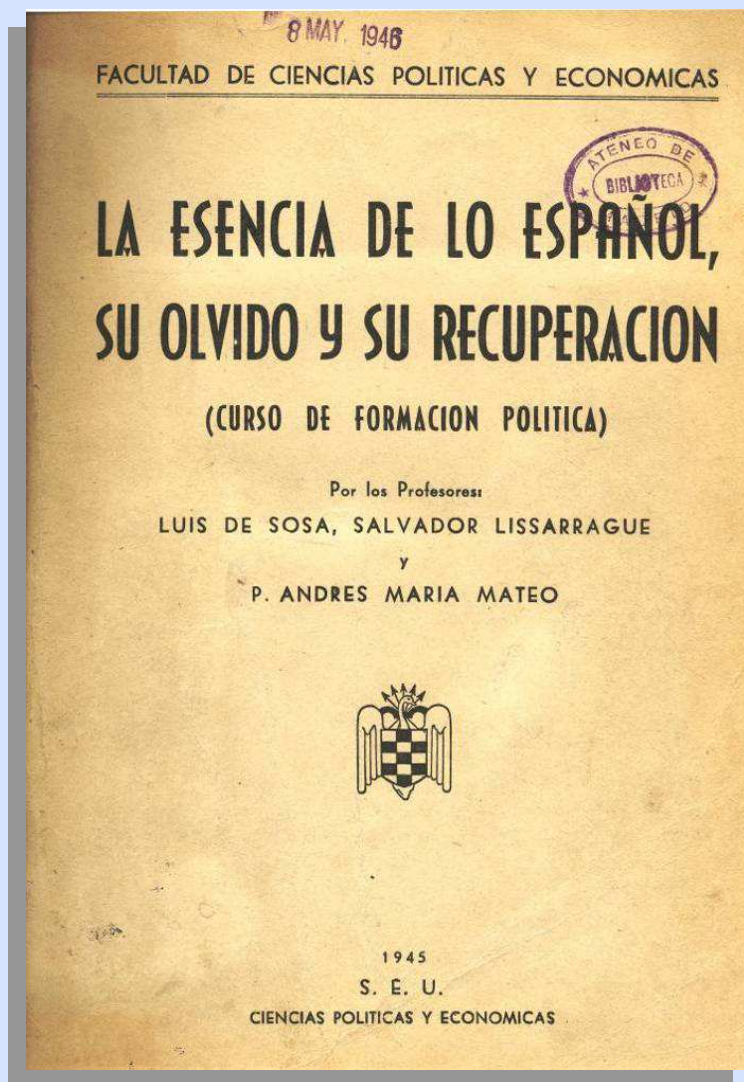 8 MAY. 1946
FACULTAD DE CIENCIAS POLITICAS Y ECONOMICAS
ATENEO DE
BIBLIOTECA
LA ESENCIA DE LO ESPAÑOL,
SU OLVIDO Y SU RECUPERACION
(CURSO DE FORMACION POLITICA)
Por los Profesores:
LUIS DE SOSA, SALVADOR LISSARRAGUE
y
P. ANDRES MARIA MATEO
1945
S. E. U.
CIENCIAS POLITICAS Y ECONOMICAS